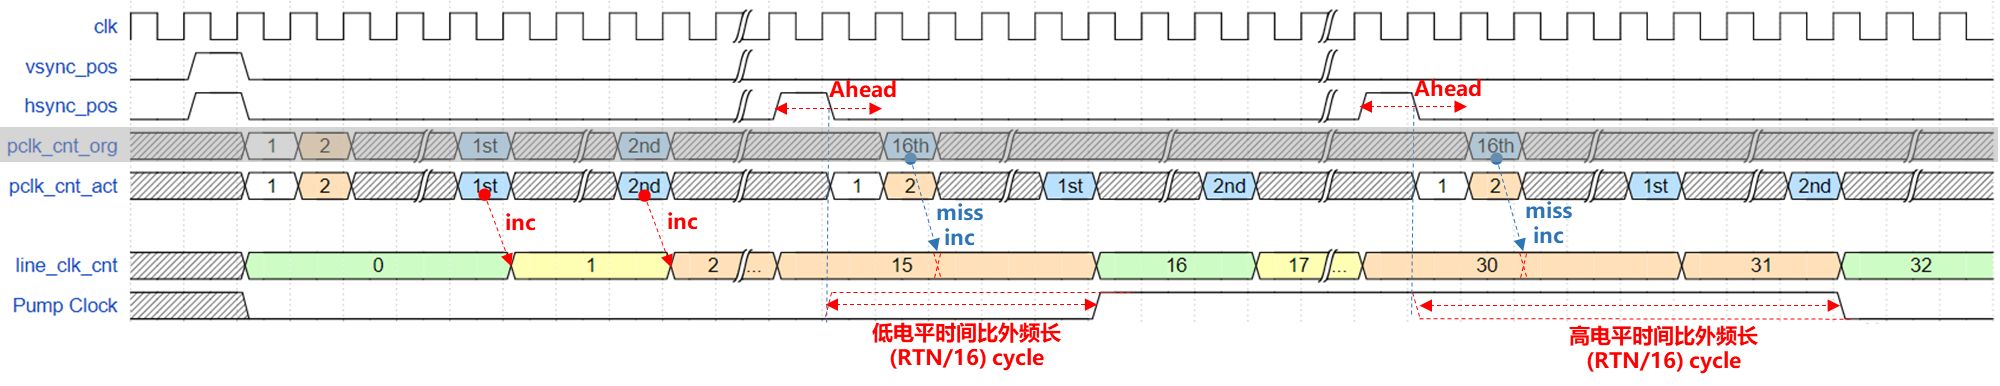 clk
vsync_pos
hsync_pos Ahead Ahead
pclk_cnt_org 1 2 1st 2nd 16th 16th
pclk_cnt_act 1 2 1st 2nd 1 2 1st 2nd 1 2 1st 2nd
inc inc miss miss
inc inc
line_clk_cnt 0 1 2 ... 15 16 17 ... 30 31 32
Pump Clock
低电平时间比外频长 高电平时间比外频长
(RTN/16) cycle (RTN/16) cycle